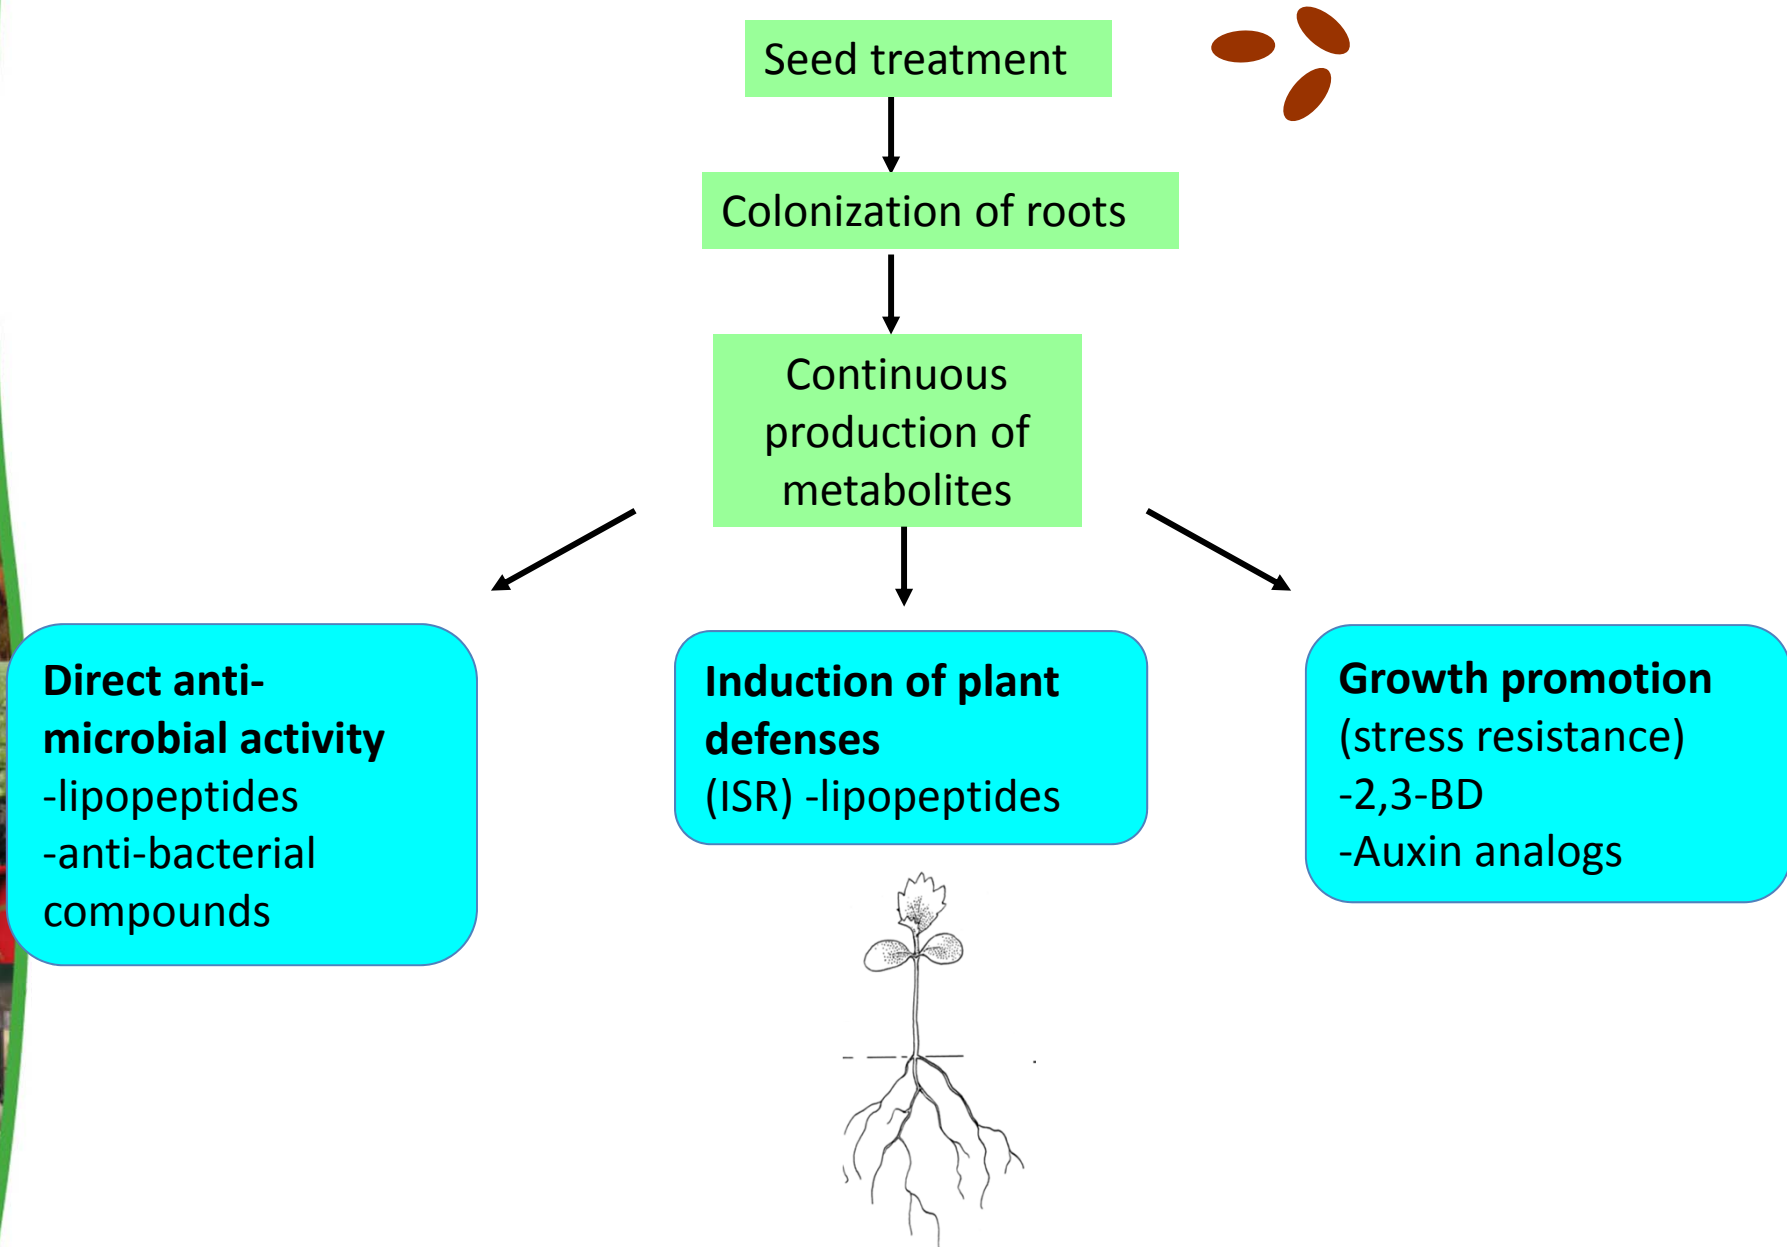 Seed treatment
Colonization of roots
Continuous
production of
metabolites
Direct anti-
microbial activity
-lipopeptides
-anti-bacterial
compounds
Induction of plant
defenses
(ISR) -lipopeptides
Growth promotion
(stress resistance)
-2,3-BD
-Auxin analogs